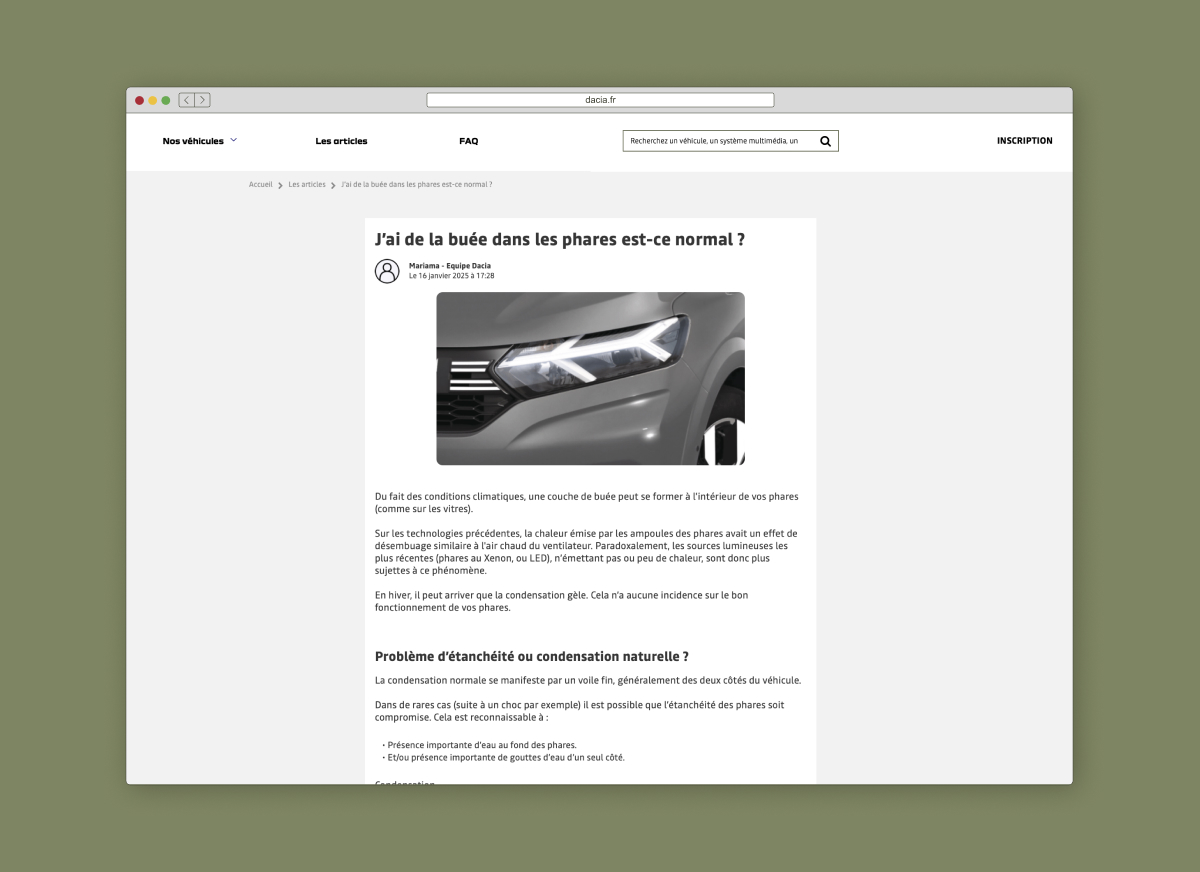 dacia.fr
Nos véhicules
Les articles
FAQ
Recherchez un véhicule, un système multimédia, un
INSCRIPTION
Accueil
Les articles
J'ai de la buée dans les phares est-ce normal ?
J'ai de la buée dans les phares est-ce normal ?
Mariama - Equipe Dacia
Le 16 janvier 2025 à 17:28
Du fait des conditions climatiques, une couche de buée peut se former à l'intérieur de vos phares
(comme sur les vitres).
Sur les technologies précédentes, la chaleur émise par les ampoules des phares avait un effet de
désembuage similaire à l'air chaud du ventilateur. Paradoxalement, les sources lumineuses les
plus récentes (phares au Xenon, ou LED), n'émettant pas ou peu de chaleur, sont donc plus
sujettes à ce phénomène.
En hiver, il peut arriver que la condensation gèle. Cela n'a aucune incidence sur le bon
fonctionnement de vos phares.
Problème d'étanchéité ou condensation naturelle ?
La condensation normale se manifeste par un voile fin, généralement des deux côtés du véhicule.
Dans de rares cas (suite à un choc par exemple) il est possible que l'étanchéité des phares soit
compromise. Cela est reconnaissable à :
• Présence importante d'eau au fond des phares.
• Et/ou présence importante de gouttes d'eau d'un seul côté.
Condensation